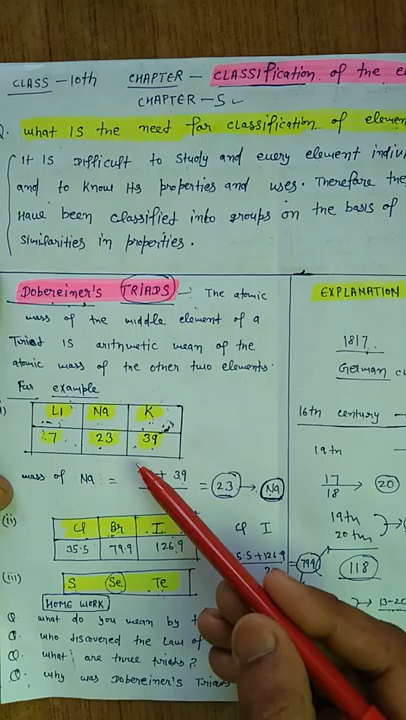 CLASS - 10th CHAPTER - CLASSIFICATION of the
CHAPTER - 5
Q. what IS the need for classification of
It IS Difficult to Study and every element
and to know its properties and uses. Therefore the
Have been classified into groups on the basis of
Similarities in properties.
Dobereiner's TRIADS - The atomic
mass of the middle element of a
Triad IS arithmetic mean of the
atomic mass of the other two elements.
For example
i)
Li Na K
7 23 39
mass of Na = + 39 = 23 → Na
(ii)
Cl Br I
35.5 79.9 126.9
Cl I
5.5+126.9
2
(iii)
S Se Te
HOME WORK
Q. what do you mean by
Q. who discovered the Law of
Q. what are three triads?
Q. why was Dobereiner's Triads
EXPLANATION
1817.
German
16th century -
19th
17
18 → 20
19th
20th
118
→ 13-20